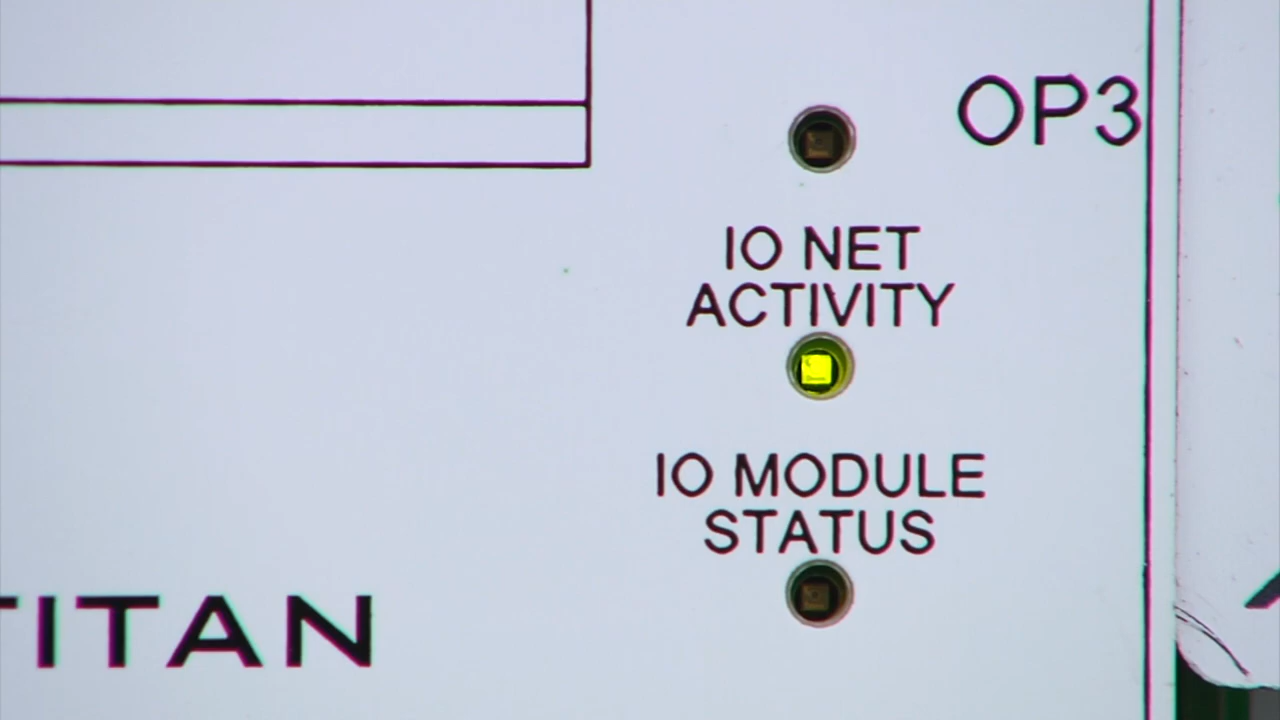 OP3
IO NET
ACTIVITY
IO MODULE
STATUS
TITAN